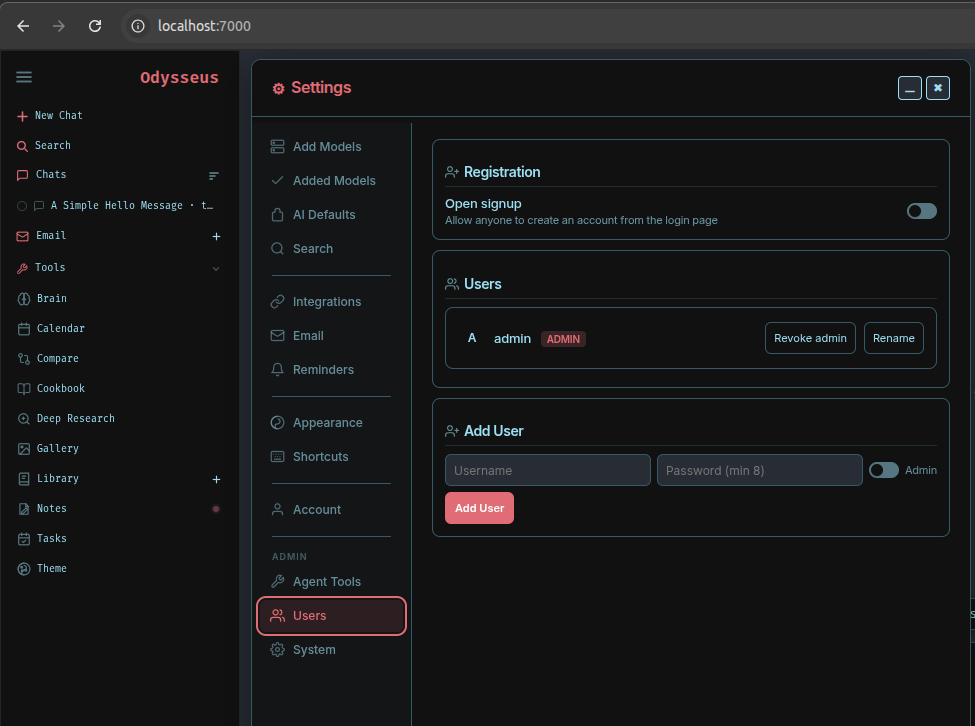 localhost:7000
Odysseus
New Chat
Search
Chats
A Simple Hello Message · t…
Email
Tools
Brain
Calendar
Compare
Cookbook
Deep Research
Gallery
Library
Notes
Tasks
Theme
Settings
Add Models
Added Models
AI Defaults
Search
Integrations
Email
Reminders
Appearance
Shortcuts
Account
ADMIN
Agent Tools
Users
System
Registration
Open signup
Allow anyone to create an account from the login page
Users
A admin ADMIN Revoke admin Rename
Add User
Username Password (min 8) Admin
Add User